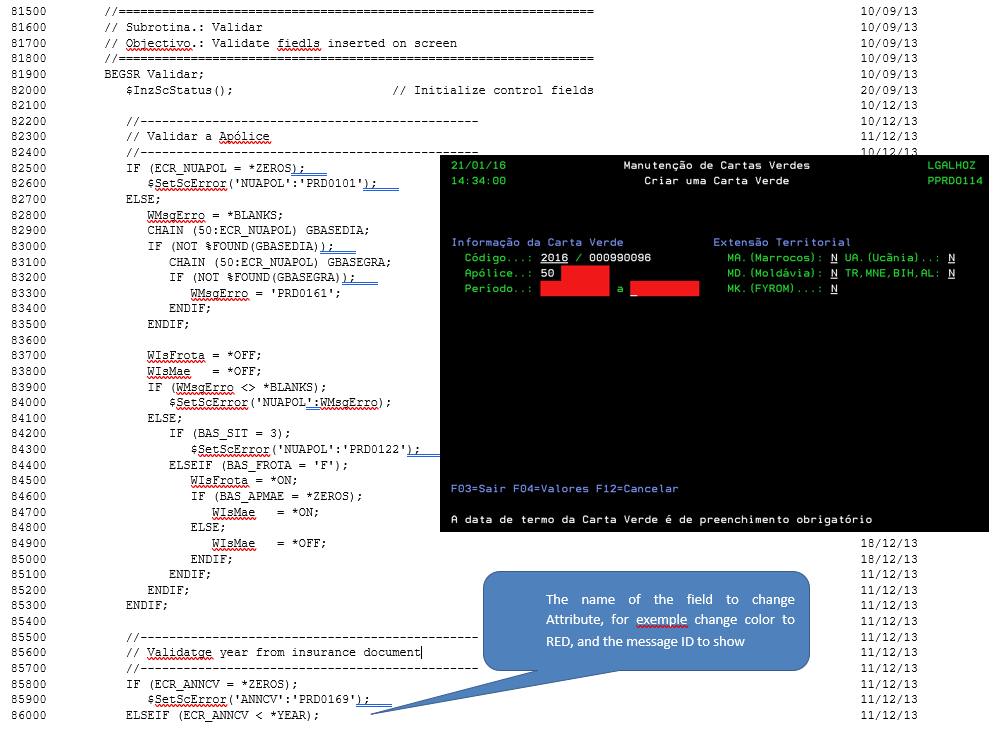 81500 //=================================================================== 10/09/13
81600 // Subrotina.: Validar 10/09/13
81700 // Objectivo.: Validate fiedls inserted on screen 10/09/13
81800 //=================================================================== 10/09/13
81900 BEGSR Validar; 10/09/13
82000 $InzScStatus(); // Initialize control fields 20/09/13
82100 10/12/13
82200 //------------------------------------------------ 10/12/13
82300 // Validar a Apólice 11/12/13
82400 //------------------------------------------------ 10/12/13
82500 IF (ECR_NUAPOL = *ZEROS);
82600 $SetScError('NUAPOL':'PRD0101');
82700 ELSE;
82800 WMsgErro = *BLANKS;
82900 CHAIN (50:ECR_NUAPOL) GBASEDIA;
83000 IF (NOT %FOUND(GBASEDIA));
83100 CHAIN (50:ECR_NUAPOL) GBASEGRA;
83200 IF (NOT %FOUND(GBASEGRA));
83300 WMsgErro = 'PRD0161';
83400 ENDIF;
83500 ENDIF;
83600
83700 WIsFrota = *OFF;
83800 WIsMae = *OFF;
83900 IF (WMsgErro <> *BLANKS);
84000 $SetScError('NUAPOL':WMsgErro);
84100 ELSE;
84200 IF (BAS_SIT = 3);
84300 $SetScError('NUAPOL':'PRD0122');
84400 ELSEIF (BAS_FROTA = 'F');
84500 WIsFrota = *ON;
84600 IF (BAS_APMAE = *ZEROS);
84700 WIsMae = *ON;
84800 ELSE;
84900 WIsMae = *OFF; 18/12/13
85000 ENDIF; 18/12/13
85100 ENDIF; 11/12/13
85200 ENDIF; 11/12/13
85300 ENDIF; 11/12/13
85400 11/12/13
85500 //------------------------------------------------ 11/12/13
85600 // Validatge year from insurance document 11/12/13
85700 //------------------------------------------------ 11/12/13
85800 IF (ECR_ANNCV = *ZEROS); 11/12/13
85900 $SetScError('ANNCV':'PRD0169'); 11/12/13
86000 ELSEIF (ECR_ANNCV < *YEAR); 11/12/13
21/01/16 Manutenção de Cartas Verdes LGALHOZ
14:34:00 Criar uma Carta Verde PPRD0114
Informação da Carta Verde Extensão Territorial
Código...: 2016 / 000990096 MA.(Marrocos): N UA.(Ucânia)..: N
Apólice..: 50 MD.(Moldávia): N TR,MNE,BIH,AL: N
Periodo..: a _ MK.(FYROM)...: N
F03=Sair F04=Valores F12=Cancelar
A data de termo da Carta Verde é de preenchimento obrigatório
The name of the field to change
Attribute, for exemple change color to
RED, and the message ID to show